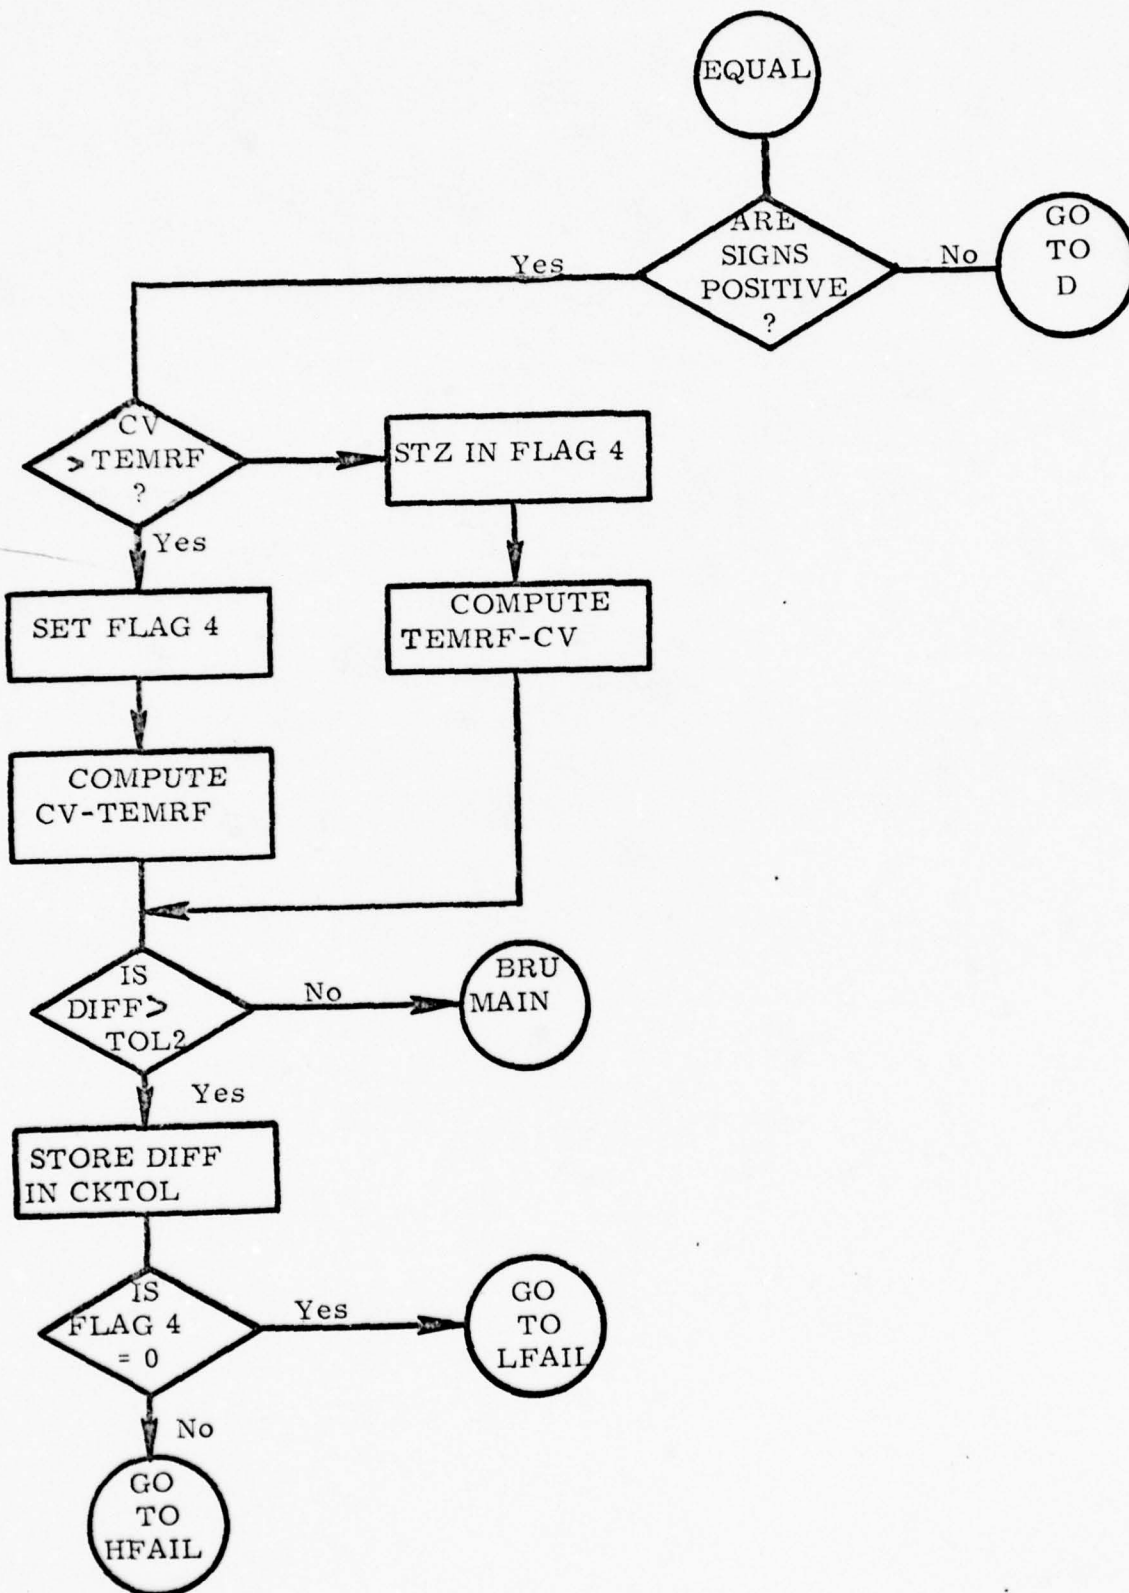 EQUAL
ARE
SIGNS
POSITIVE
?
No
GO
TO
D
Yes
CV
> TEMRF
?
STZ IN FLAG 4
Yes
SET FLAG 4
COMPUTE
TEMRF-CV
COMPUTE
CV-TEMRF
IS
DIFF >
TOL2
No
BRU
MAIN
Yes
STORE DIFF
IN CKTOL
IS
FLAG 4
= 0
Yes
GO
TO
LFAIL
No
GO
TO
HFAIL